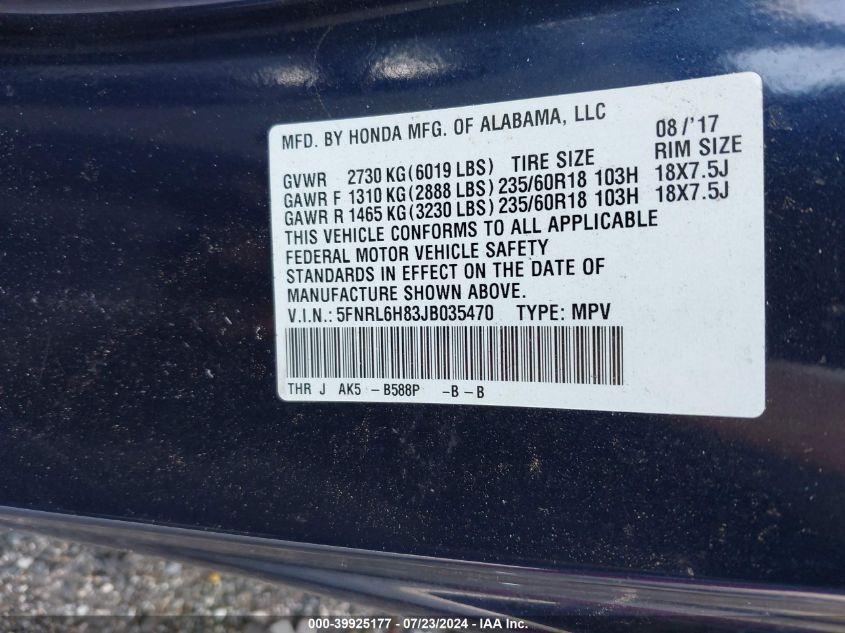 MFD. BY HONDA MFG. OF ALABAMA, LLC 08/'17
GVWR 2730 KG(6019 LBS) TIRE SIZE RIM SIZE
GAWR F 1310 KG(2888 LBS) 235/60R18 103H 18X7.5J
GAWR R 1465 KG(3230 LBS) 235/60R18 103H 18X7.5J
THIS VEHICLE CONFORMS TO ALL APPLICABLE
FEDERAL MOTOR VEHICLE SAFETY
STANDARDS IN EFFECT ON THE DATE OF
MANUFACTURE SHOWN ABOVE.
V.I.N.: 5FNRL6H83JB035470 TYPE: MPV
THR J AK5 -B588P -B-B
000-39925177 - 07/23/2024 - IAAI.com